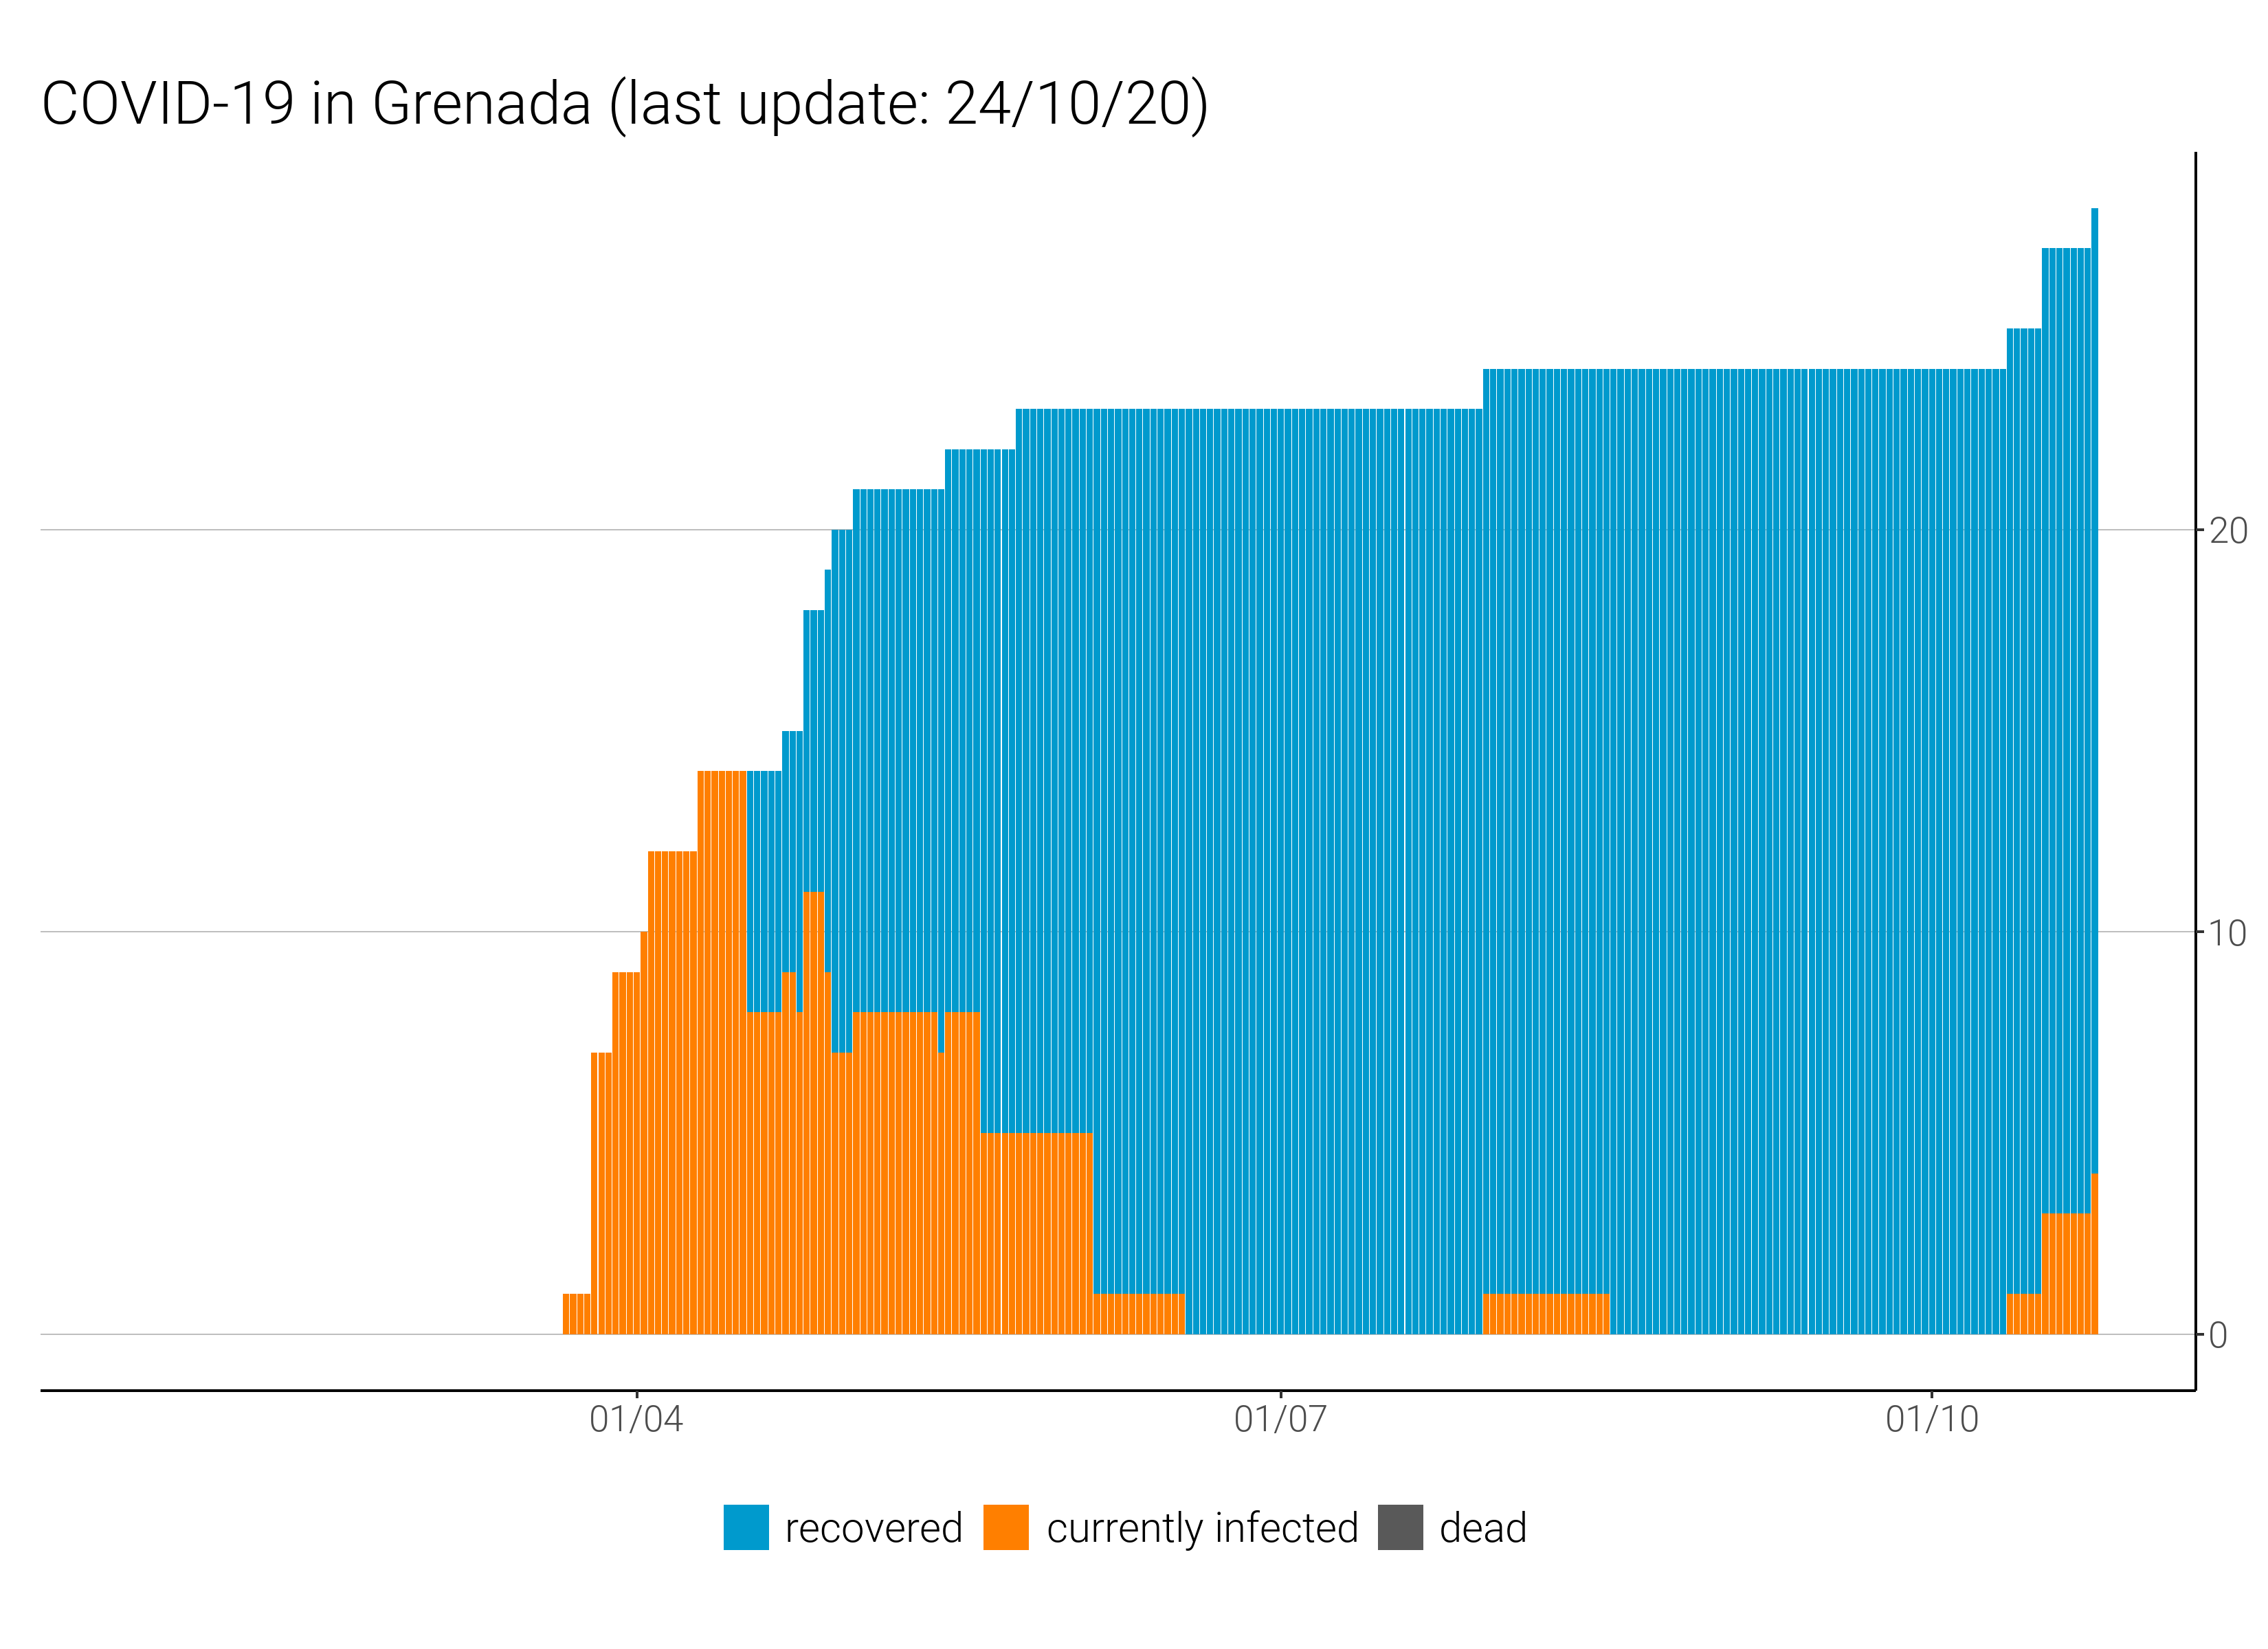 COVID-19 in Grenada (last update: 24/10/20)
20
10
0
01/04 01/07 01/10
recovered currently infected dead